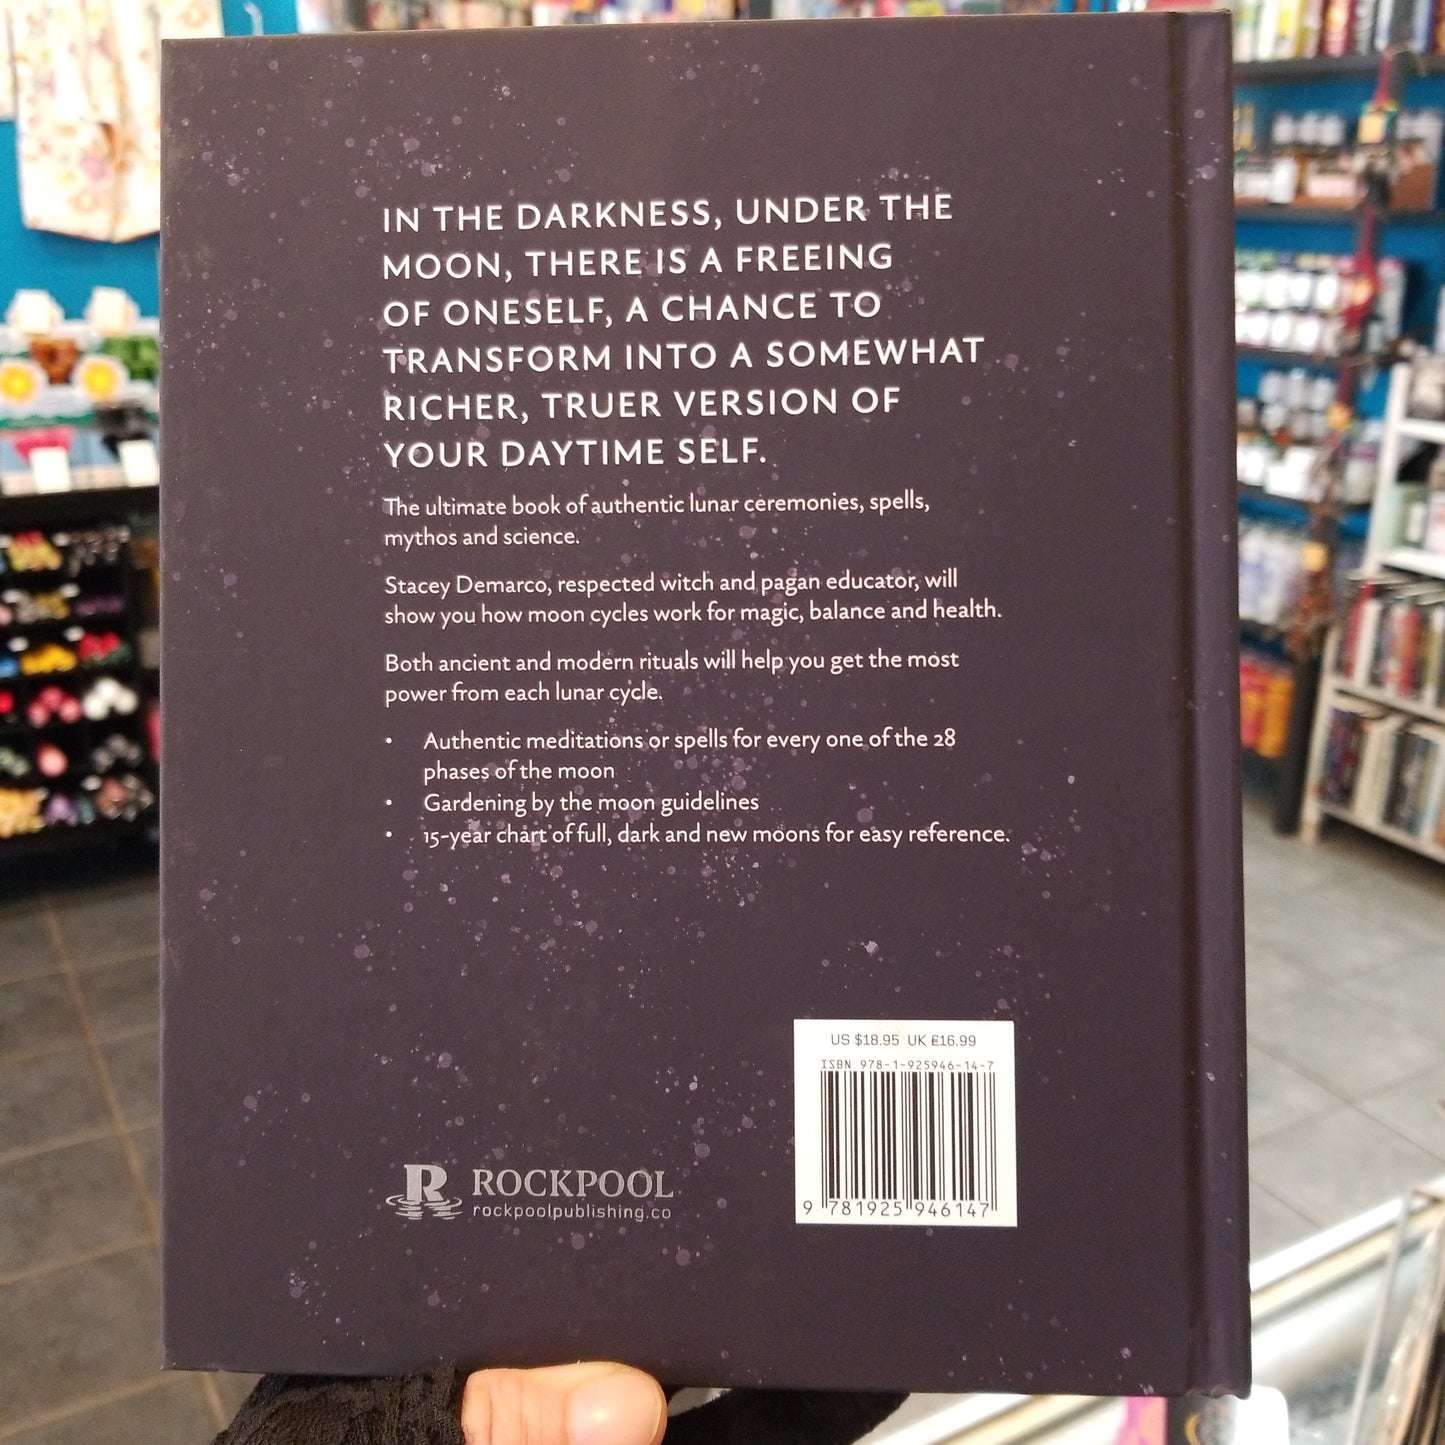 IN THE DARKNESS, UNDER THE
MOON, THERE IS A FREEING
OF ONESELF, A CHANCE TO
TRANSFORM INTO A SOMEWHAT
RICHER, TRUER VERSION OF
YOUR DAYTIME SELF.
The ultimate book of authentic lunar ceremonies, spells,
mythos and science.
Stacey Demarco, respected witch and pagan educator, will
show you how moon cycles work for magic, balance and health.
Both ancient and modern rituals will help you get the most
power from each lunar cycle.
• Authentic meditations or spells for every one of the 28
phases of the moon
• Gardening by the moon guidelines
• 15-year chart of full, dark and new moons for easy reference.
US $18.95 UK £16.99
ISBN 978-1-925946-14-7
9 781925 946147
R ROCKPOOL
rockpoolpublishing.co